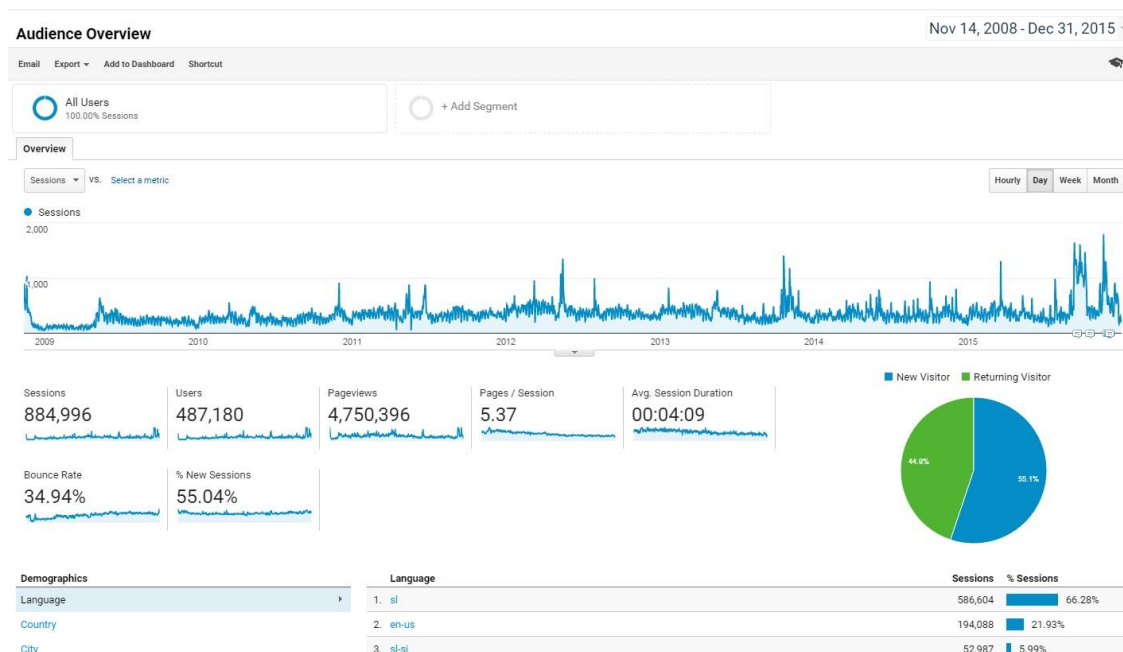 Audience Overview
Nov 14, 2008 - Dec 31, 2015
Email Export Add to Dashboard Shortcut
All Users
100.00% Sessions
+ Add Segment
Overview
Sessions VS. Select a metric
Hourly Day Week Month
Sessions
2,000
1,000
2009 2010 2011 2012 2013 2014 2015
New Visitor Returning Visitor
Sessions
884,996
Users
487,180
Pageviews
4,750,396
Pages / Session
5.37
Avg. Session Duration
00:04:09
Bounce Rate
34.94%
% New Sessions
55.04%
44.9%
55.1%
Demographics
Language
Country
City
Language Sessions % Sessions
1. sl 586,604 66.28%
2. en-us 194,088 21.93%
3. sl-si 52,987 5.99%